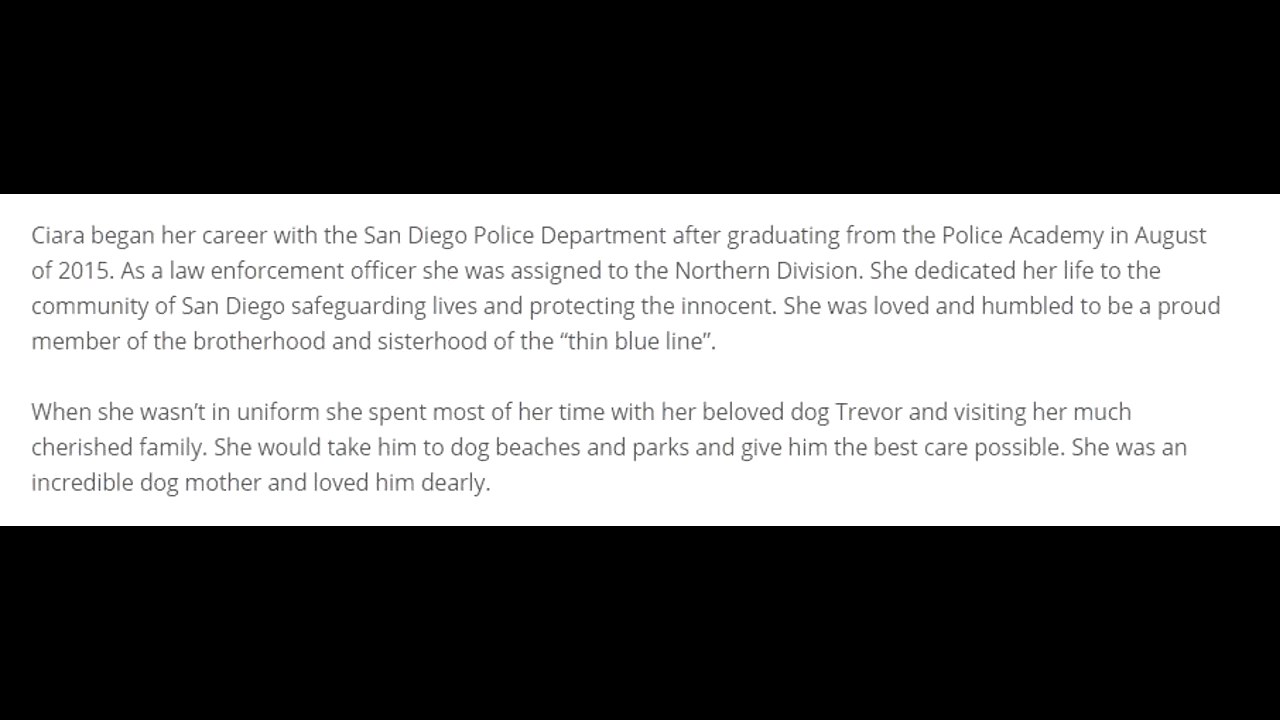 Ciara began her career with the San Diego Police Department after graduating from the Police Academy in August
of 2015. As a law enforcement officer she was assigned to the Northern Division. She dedicated her life to the
community of San Diego safeguarding lives and protecting the innocent. She was loved and humbled to be a proud
member of the brotherhood and sisterhood of the “thin blue line”.
When she wasn’t in uniform she spent most of her time with her beloved dog Trevor and visiting her much
cherished family. She would take him to dog beaches and parks and give him the best care possible. She was an
incredible dog mother and loved him dearly.